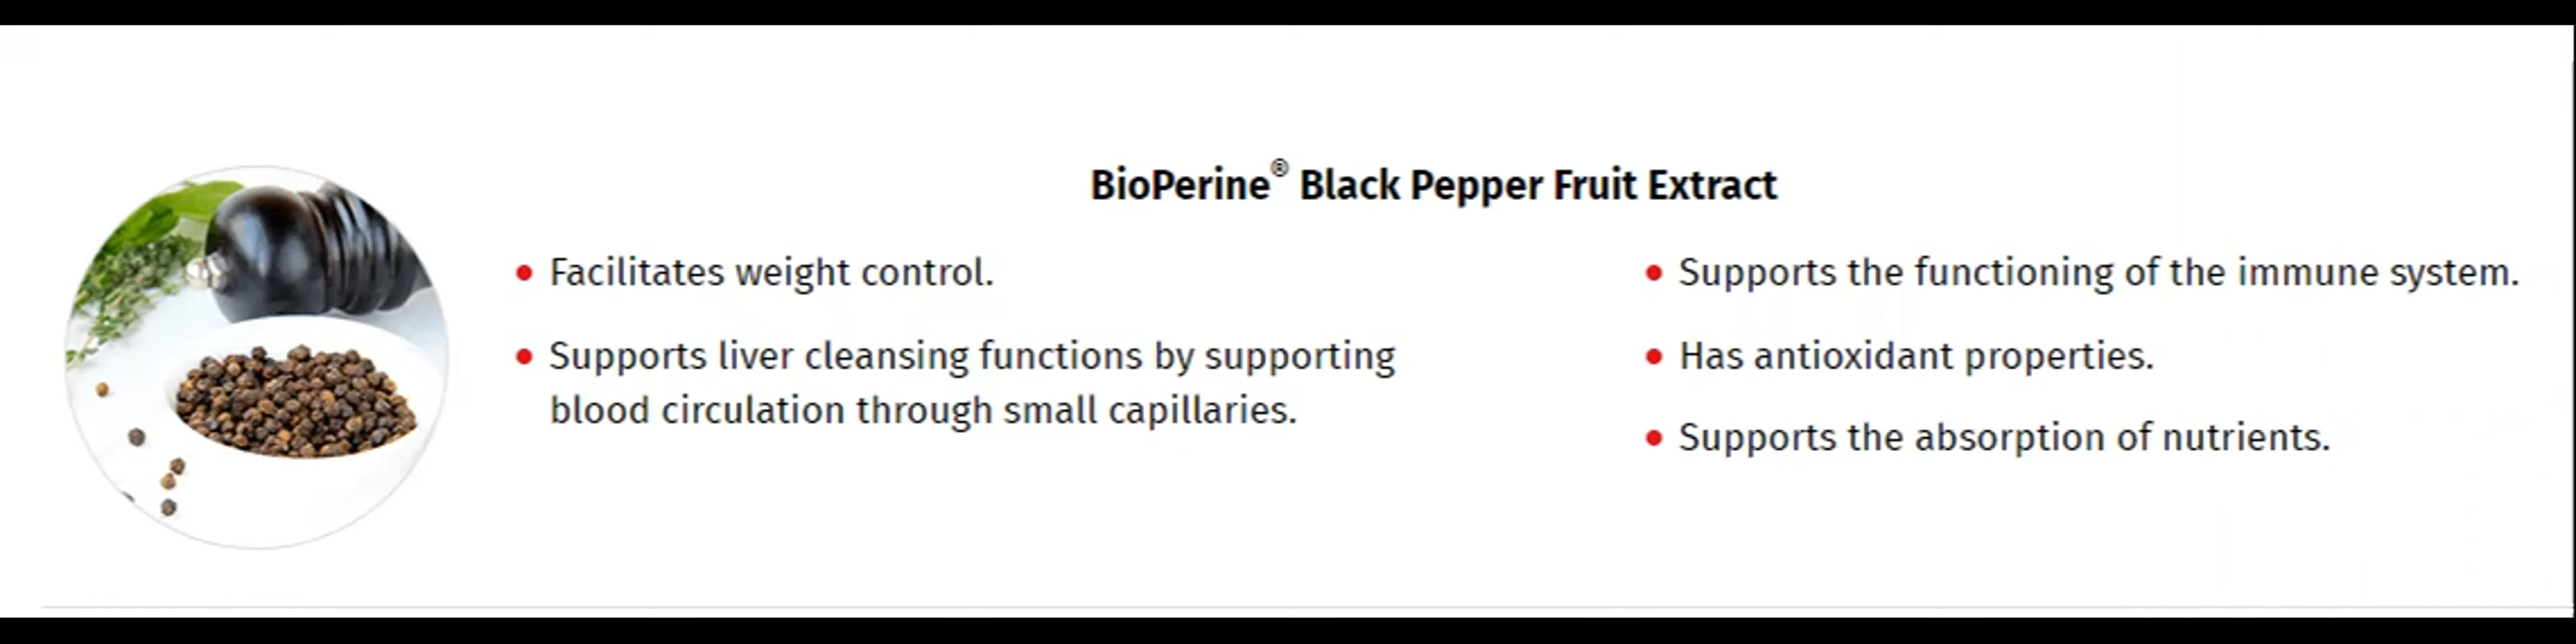 BioPerine® Black Pepper Fruit Extract
Facilitates weight control.
Supports liver cleansing functions by supporting
blood circulation through small capillaries.
Supports the functioning of the immune system.
Has antioxidant properties.
Supports the absorption of nutrients.